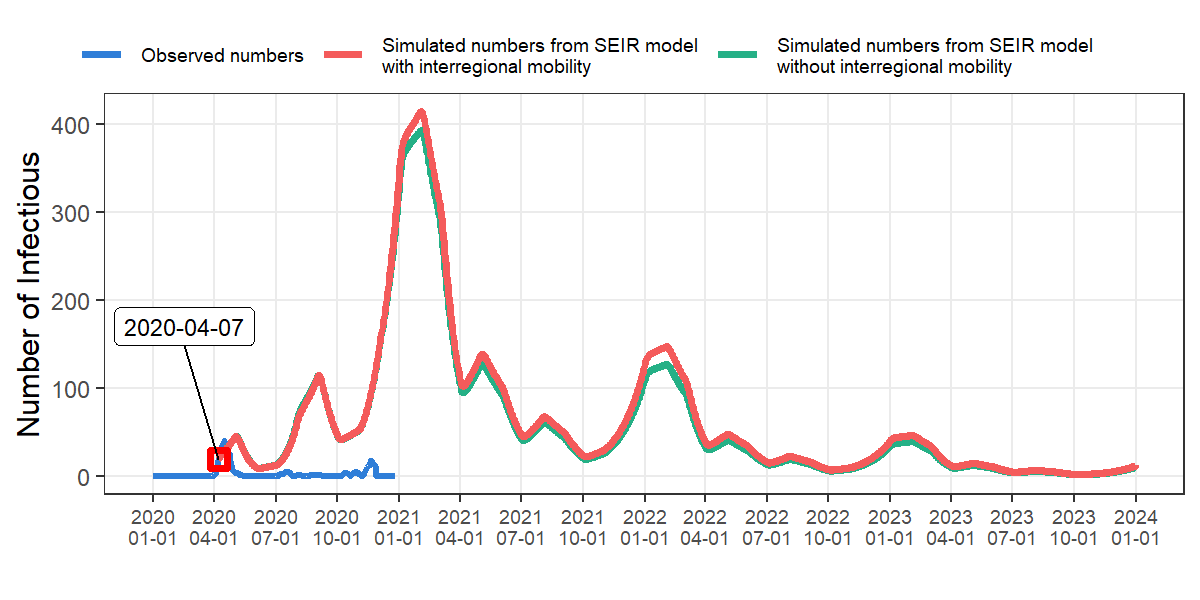 Observed numbers
Simulated numbers from SEIR model
with interregional mobility
Simulated numbers from SEIR model
without interregional mobility
Number of Infectious
400
300
200
100
0
2020-04-07
2020 2020 2020 2020 2021 2021 2021 2021 2022 2022 2022 2022 2023 2023 2023 2023 2024
01-01 04-01 07-01 10-01 01-01 04-01 07-01 10-01 01-01 04-01 07-01 10-01 01-01 04-01 07-01 10-01 01-01